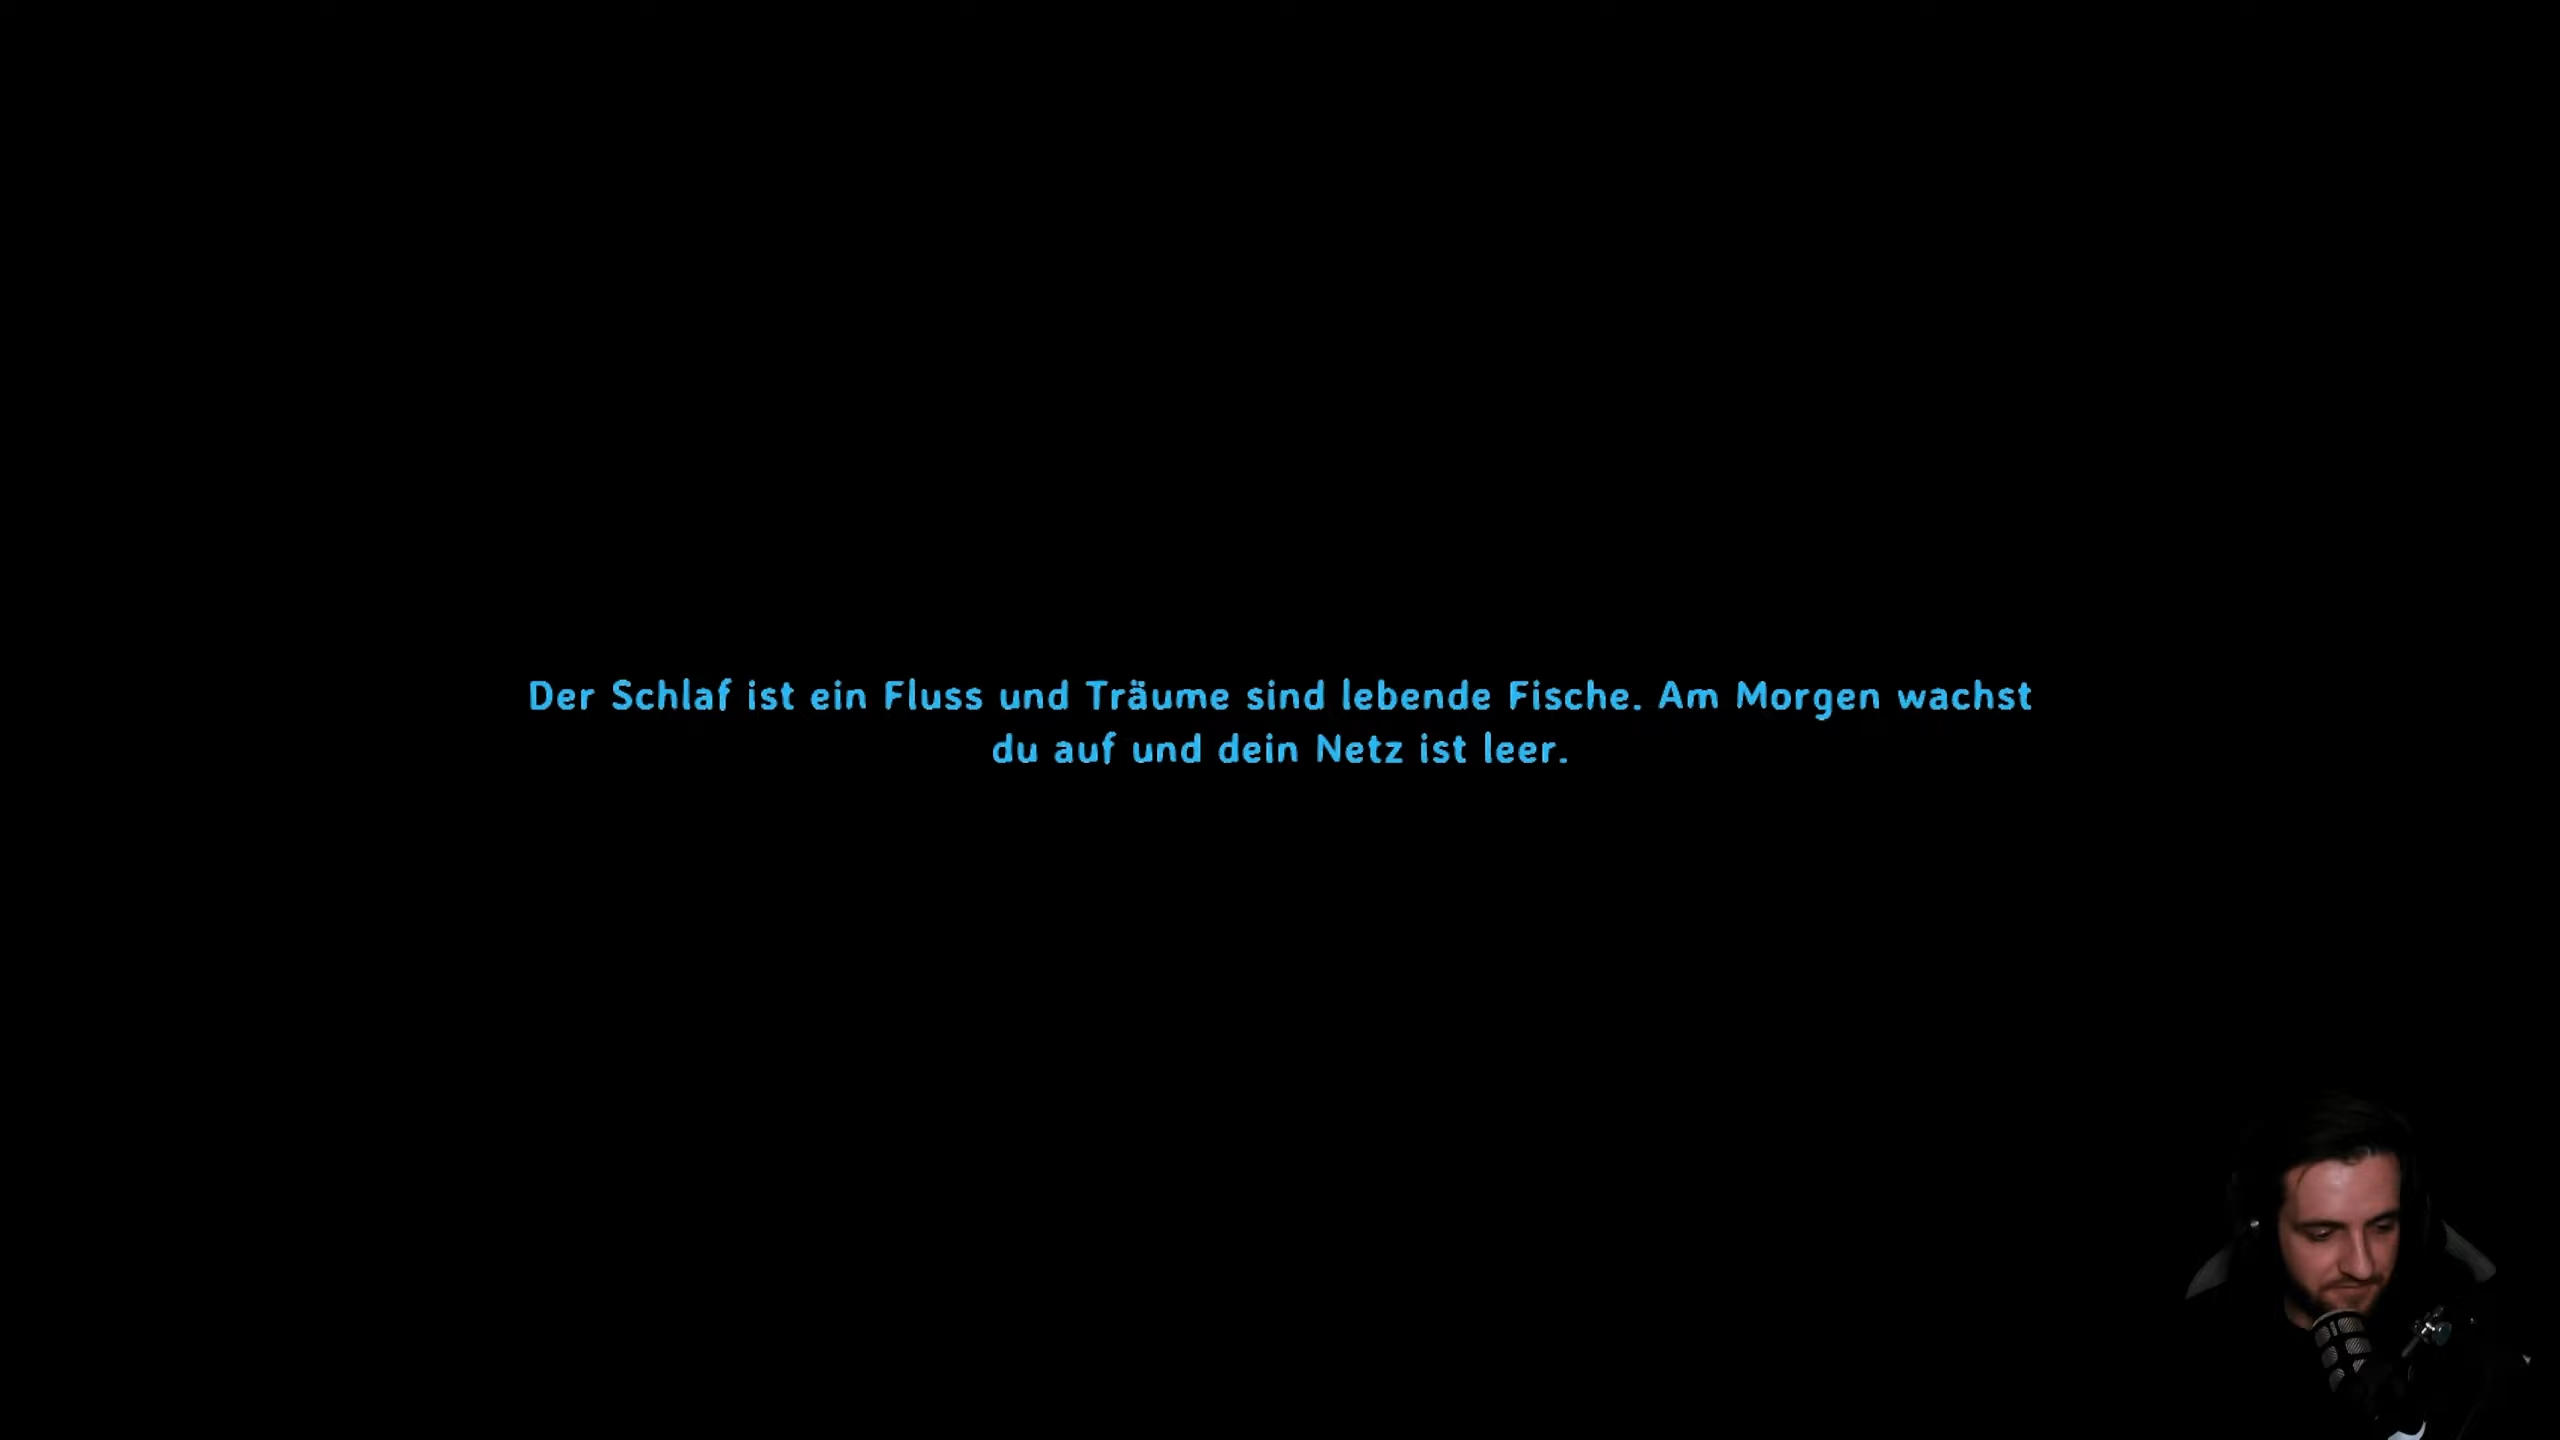 Der Schlaf ist ein Fluss und Träume sind lebende Fische. Am Morgen wachst
du auf und dein Netz ist leer.